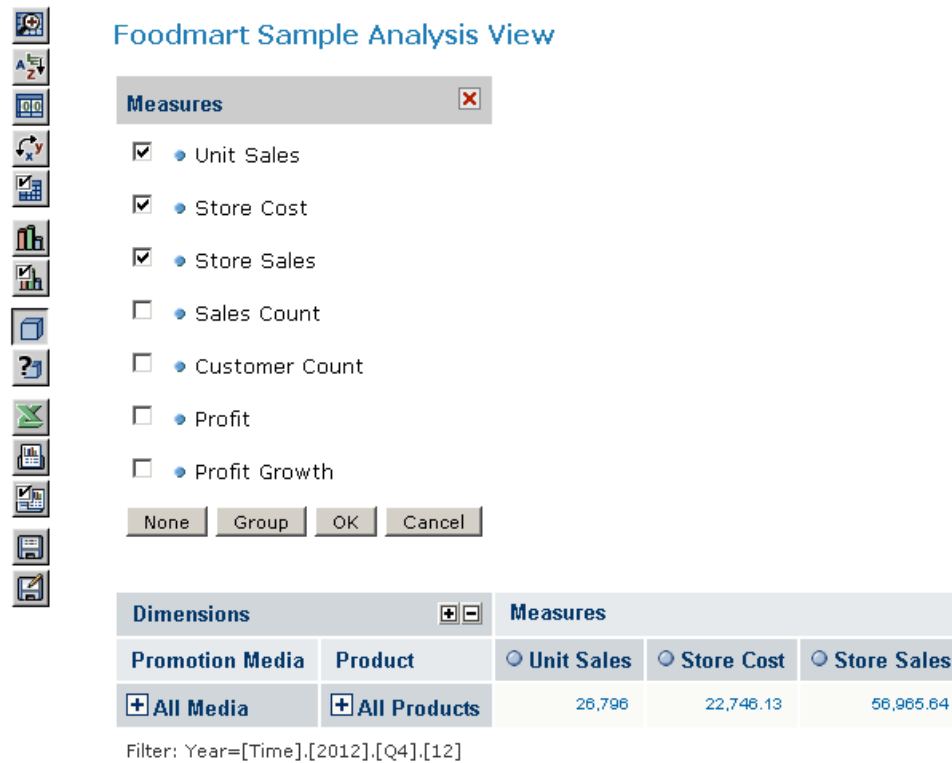 Foodmart Sample Analysis View
Measures
Unit Sales
Store Cost
Store Sales
Sales Count
Customer Count
Profit
Profit Growth
None Group OK Cancel
Dimensions Measures
Promotion Media Product Unit Sales Store Cost Store Sales
All Media All Products 26,796 22,746.13 56,965.64
Filter: Year=[Time].[2012].[Q4].[12]